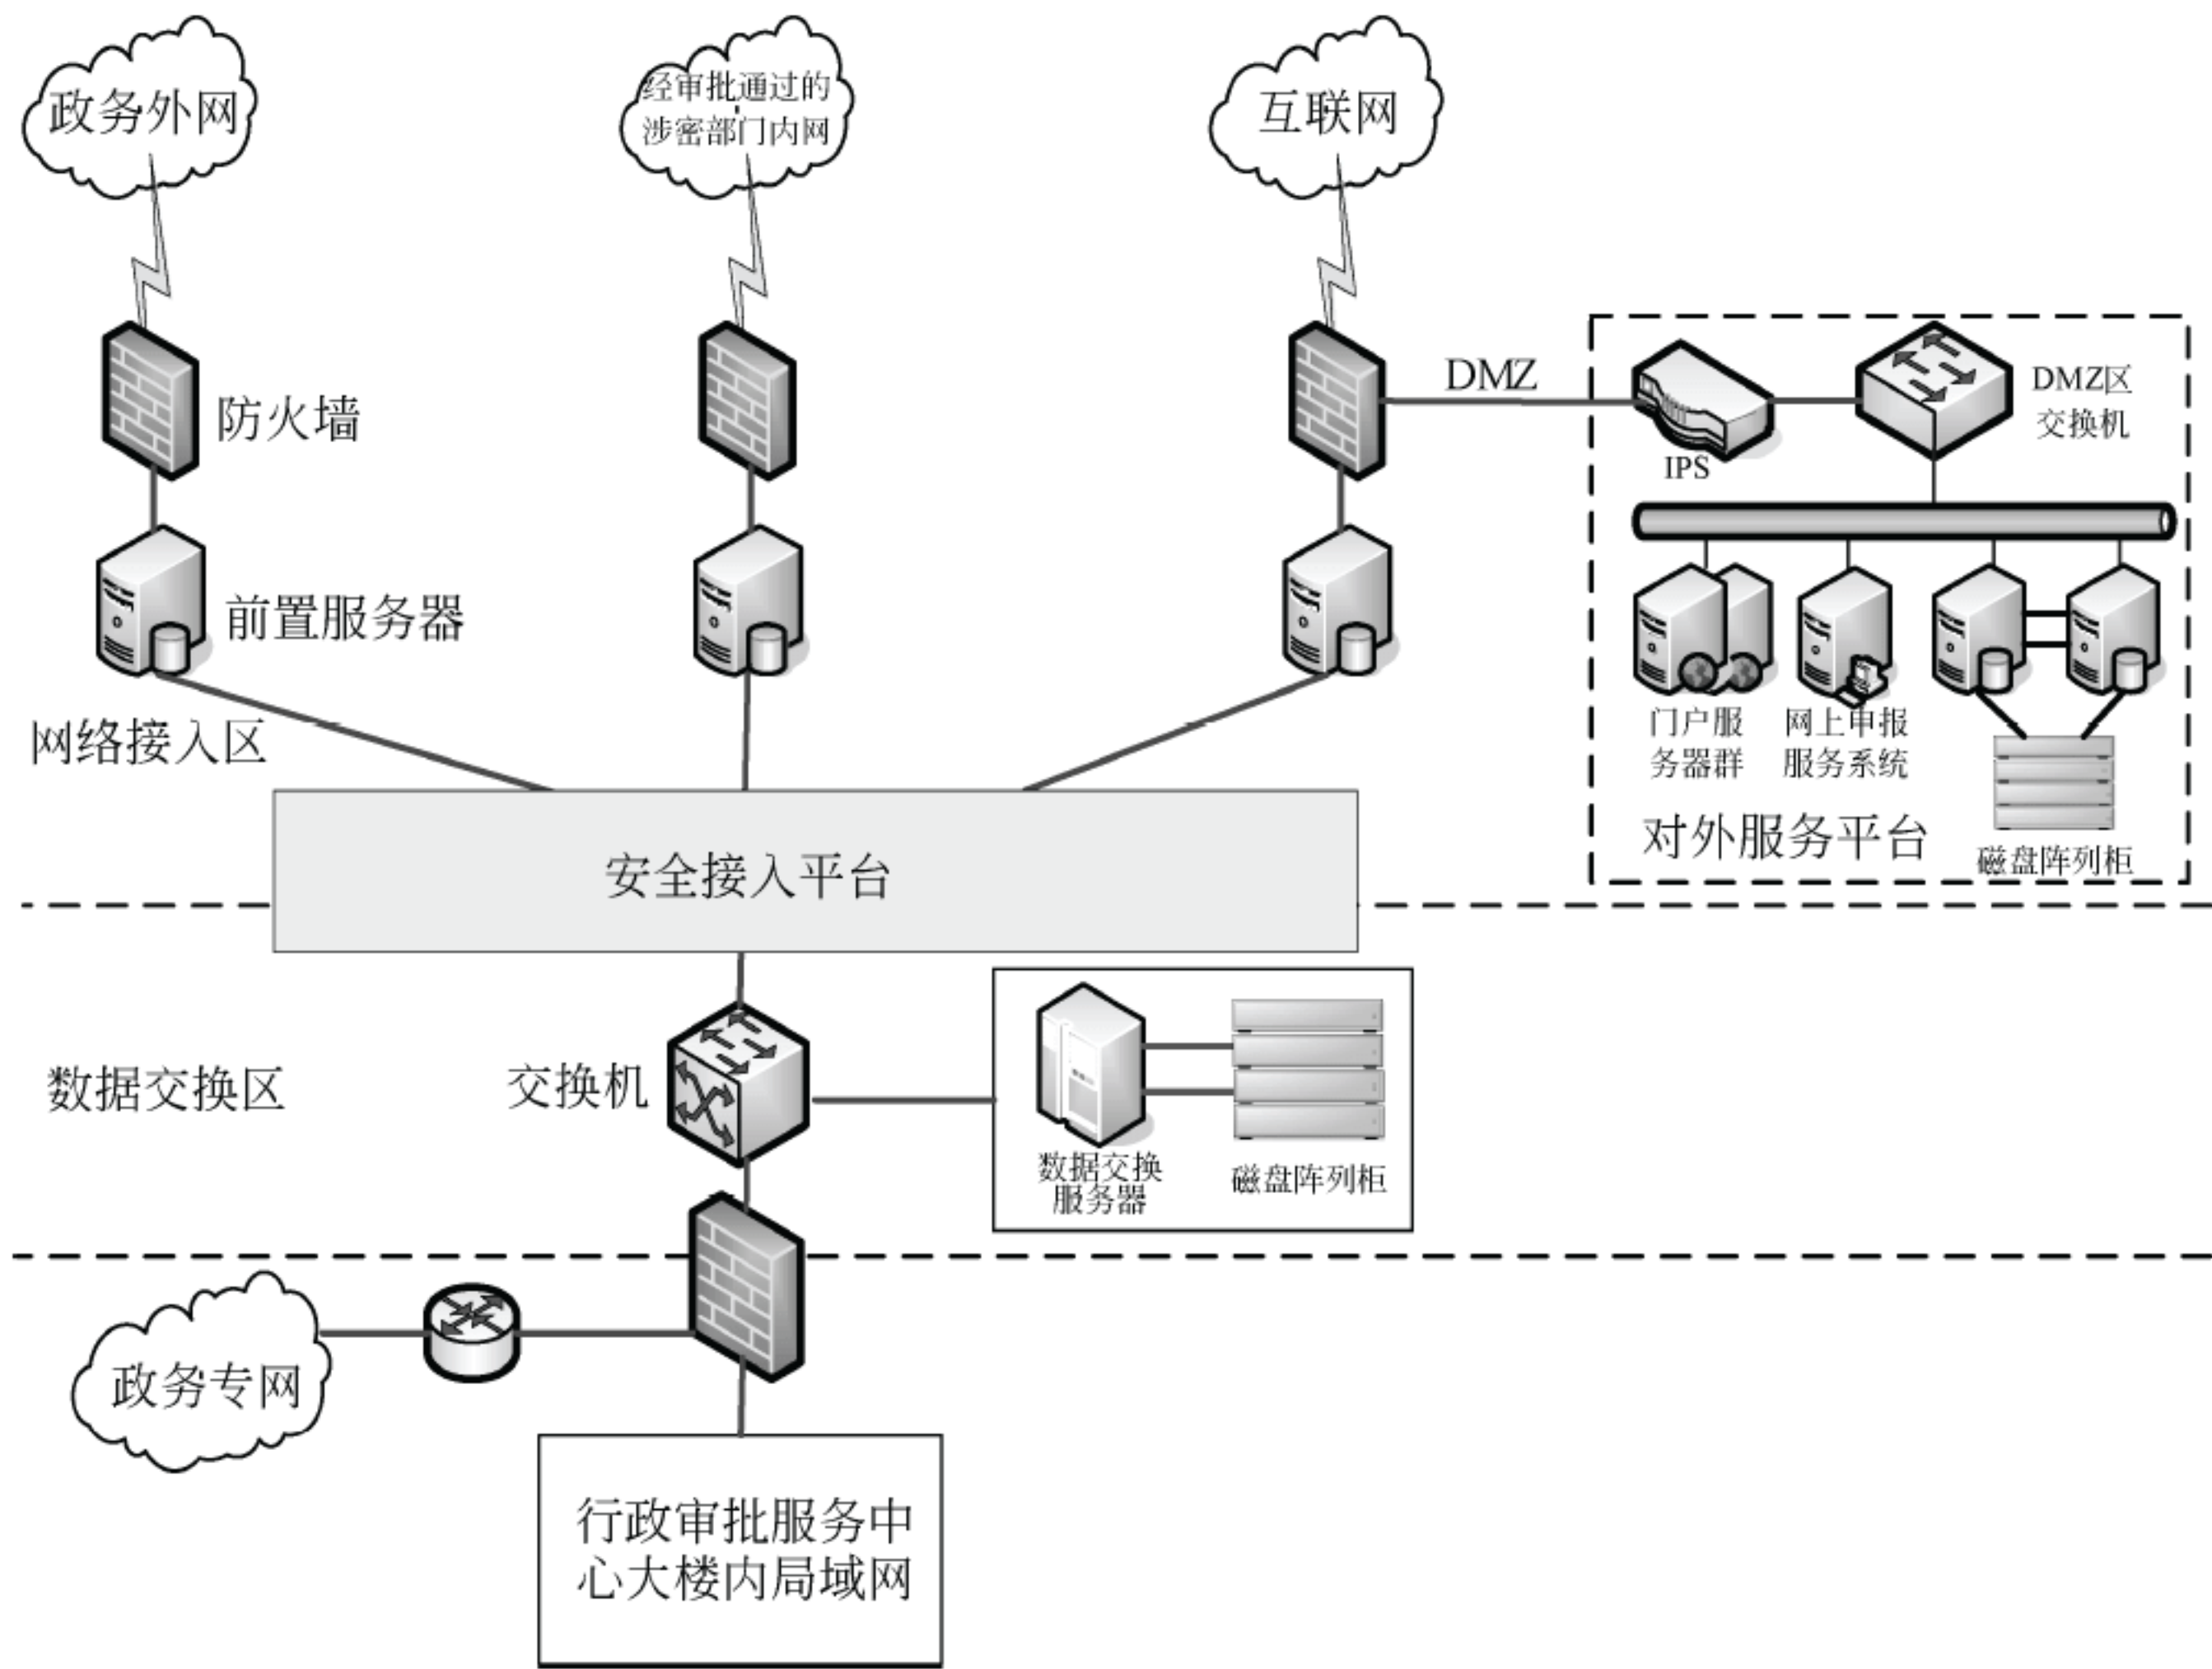 政务外网
经审批通过的
涉密部门内网
互联网
防火墙
DMZ
IPS
DMZ区
交换机
前置服务器
门户服
务器群
网上申报
服务系统
网络接入区
对外服务平台
磁盘阵列柜
安全接入平台
数据交换区
交换机
数据交换
服务器
磁盘阵列柜
政务专网
行政审批服务中
心大楼内局域网